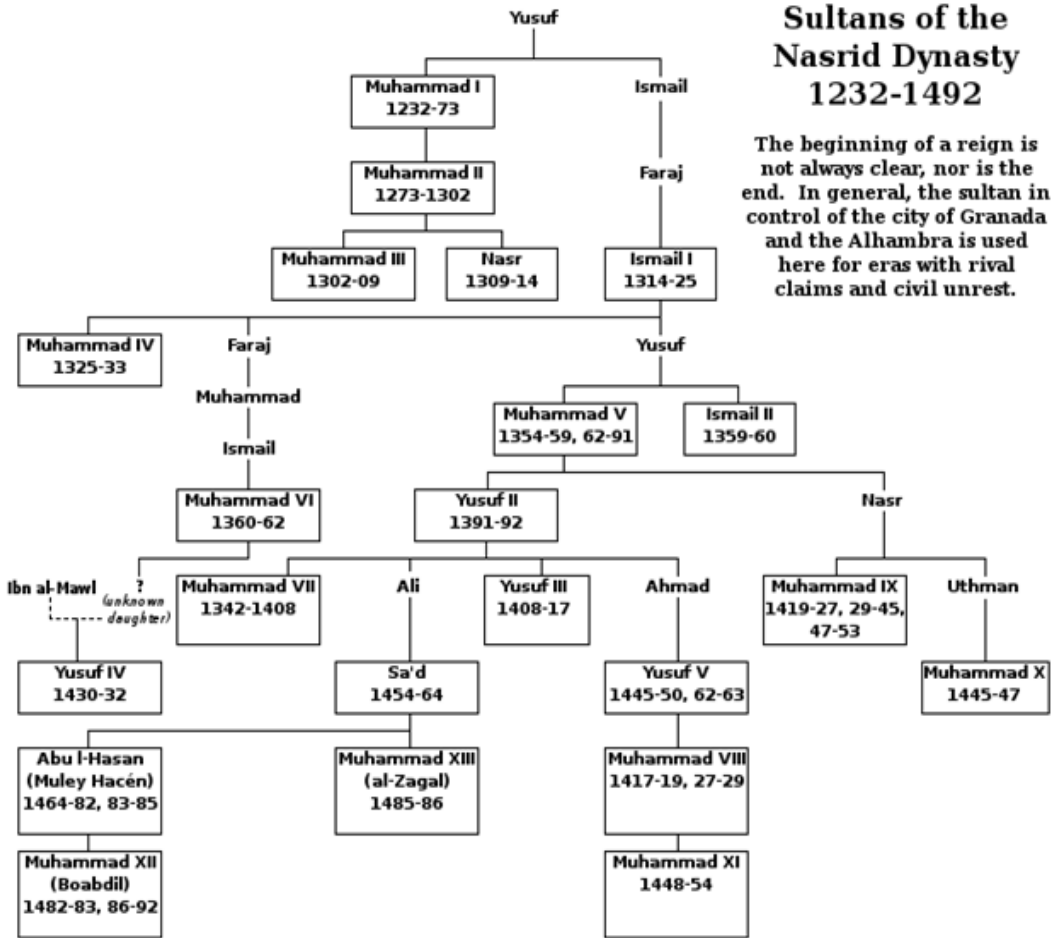 Yusuf
Sultans of the
Nasrid Dynasty
1232-1492
The beginning of a reign is
not always clear, nor is the
end. In general, the sultan in
control of the city of Granada
and the Alhambra is used
here for eras with rival
claims and civil unrest.
Muhammad I
1232-73
Ismail
Muhammad II
1273-1302
Faraj
Muhammad III
1302-09
Nasr
1309-14
Ismail I
1314-25
Muhammad IV
1325-33
Faraj
Yusuf
Muhammad
Muhammad V
1354-59, 62-91
Ismail II
1359-60
Ismail
Muhammad VI
1360-62
Yusuf II
1391-92
Nasr
Ibn al-Mawl
?
(unknown
daughter)
Muhammad VII
1342-1408
Ali
Yusuf III
1408-17
Ahmad
Muhammad IX
1419-27, 29-45,
47-53
Uthman
Yusuf IV
1430-32
Sa'd
1454-64
Yusuf V
1445-50, 62-63
Muhammad X
1445-47
Abu l-Hasan
(Muley Hacén)
1464-82, 83-85
Muhammad XIII
(al-Zagal)
1485-86
Muhammad VIII
1417-19, 27-29
Muhammad XII
(Boabdil)
1482-83, 86-92
Muhammad XI
1448-54